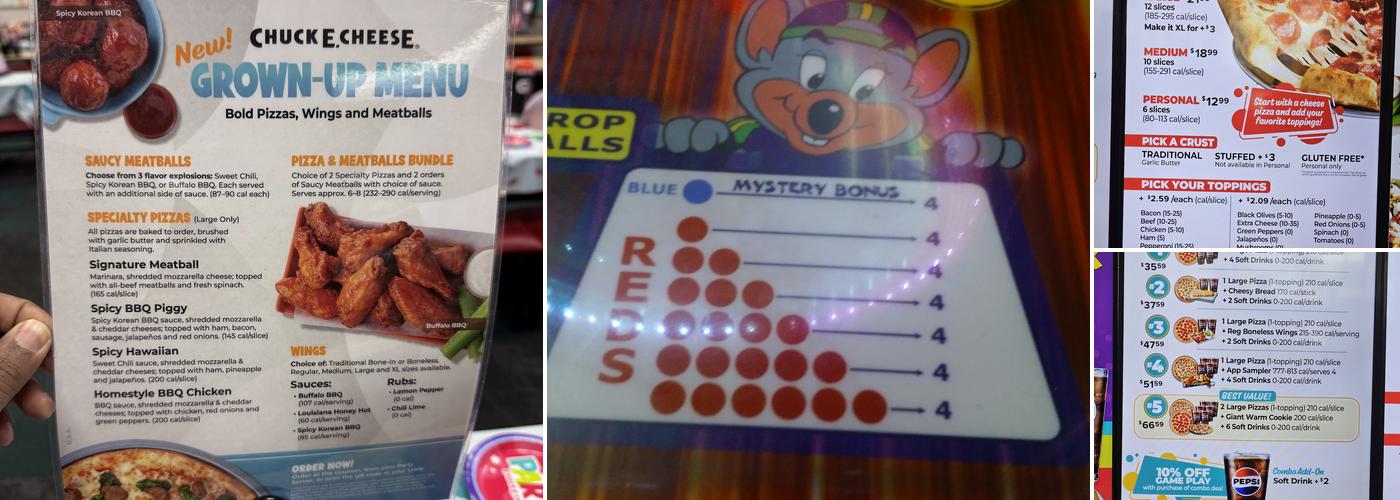 Spicy Korean BBQ
New!
CHUCK E. CHEESE
GROWN-UP MENU
Bold Pizzas, Wings and Meatballs
SAUCY MEATBALLS
Choose from 3 flavor explosions: Sweet Chili,
Spicy Korean BBQ, or Buffalo BBQ. Each served
with an additional side of sauce. (87–90 cal each)
SPECIALTY PIZZAS (Large Only)
All pizzas are baked to order, brushed
with garlic butter and sprinkled with
Italian seasoning.
Signature Meatball
Marinara, shredded mozzarella cheese; topped
with all-beef meatballs and fresh spinach.
(165 cal/slice)
Spicy BBQ Piggy
Spicy Korean BBQ sauce, shredded mozzarella
& cheddar cheeses; topped with ham, bacon,
sausage, jalapeños and red onions. (145 cal/slice)
Spicy Hawaiian
Sweet Chili sauce, shredded mozzarella &
cheddar cheeses; topped with ham, pineapple
and jalapeños. (200 cal/slice)
Homestyle BBQ Chicken
BBQ sauce, shredded mozzarella & cheddar
cheeses; topped with chicken, red onions and
green peppers. (200 cal/slice)
PIZZA & MEATBALLS BUNDLE
Choice of 2 Specialty Pizzas and 2 orders
of Saucy Meatballs with choice of sauce.
Serves approx. 6–8 (232–290 cal/serving)
Buffalo BBQ
WINGS
Choice of: Traditional Bone-In or Boneless.
Regular, Medium, Large and XL sizes available.
Sauces:
• Buffalo BBQ
(107 cal/serving)
• Louisiana Honey Hot
(60 cal/serving)
• Spicy Korean BBQ
(85 cal/serving)
Rubs:
• Lemon Pepper
(0 cal)
• Chili Lime
(0 cal)
ORDER NOW!
Order at the counter, from your Party
DROP
BALLS
BLUE MYSTERY BONUS 4
REDS
4
4
4
4
4
4
12 slices
(185-295 cal/slice)
Make it XL for +$3
MEDIUM $18.99
10 slices
(155-291 cal/slice)
PERSONAL $12.99
6 slices
(80–113 cal/slice)
Start with a cheese
pizza and add your
favorite toppings!
PICK A CRUST
TRADITIONAL
Garlic Butter
STUFFED + $3
Not available in Personal
GLUTEN FREE*
Personal only
PICK YOUR TOPPINGS
+ $2.59 /each (cal/slice)
Bacon (15-25)
Beef (10-25)
Chicken (5-10)
Ham (5)
Pepperoni (15-25)
+ $2.09 /each (cal/slice)
Black Olives (5-10)
Extra Cheese (10-35)
Green Peppers (0)
Jalapeños (0)
Mushrooms (0)
Pineapple (0-5)
Red Onions (0-5)
Spinach (0)
Tomatoes (0)
$35.59
+ 4 Soft Drinks 0-200 cal/drink
#2
$37.59
1 Large Pizza (1-topping) 210 cal/slice
+ Cheesy Bread 170 cal/stick
+ 2 Soft Drinks 0-200 cal/drink
#3
$47.59
1 Large Pizza (1-topping) 210 cal/slice
+ Reg Boneless Wings 215-390 cal/serving
+ 2 Soft Drinks 0-200 cal/drink
#4
$51.59
1 Large Pizza (1-topping) 210 cal/slice
+ App Sampler 777-813 cal/serves 4
+ 4 Soft Drinks 0-200 cal/drink
BEST VALUE!
#5
$66.59
2 Large Pizzas (1-topping) 210 cal/slice
+ Giant Warm Cookie 200 cal/slice
+ 6 Soft Drinks 0-200 cal/drink
10% OFF
GAME PLAY
with purchase of combo deal
PEPSI
Combo Add-On
Soft Drink + $2